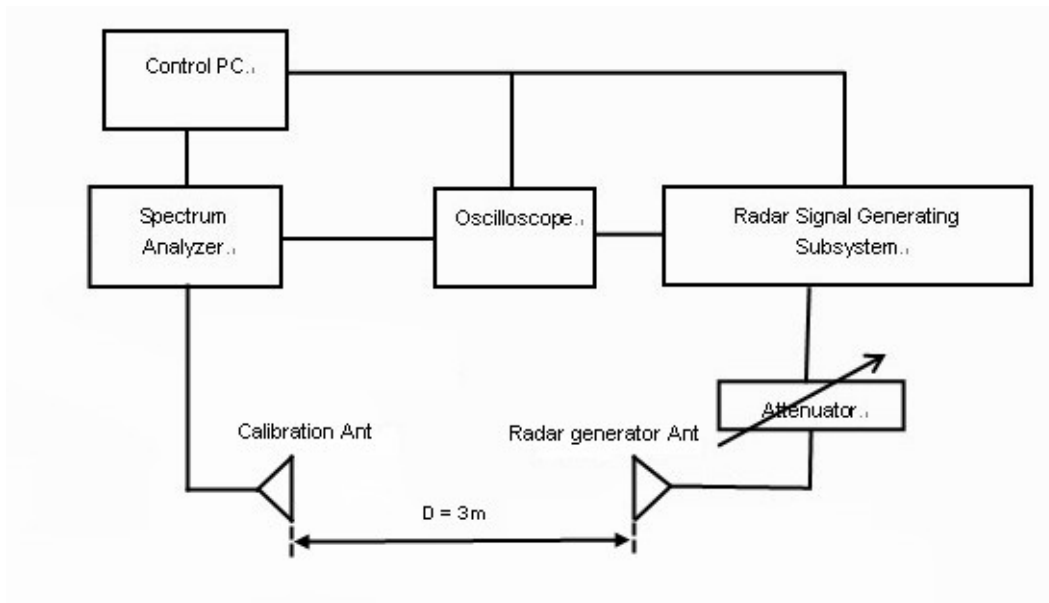 Control PC.
Spectrum
Analyzer.
Oscilloscope.
Radar Signal Generating
Subsystem.
Attenuator.
Calibration Ant
Radar generator Ant
D = 3m